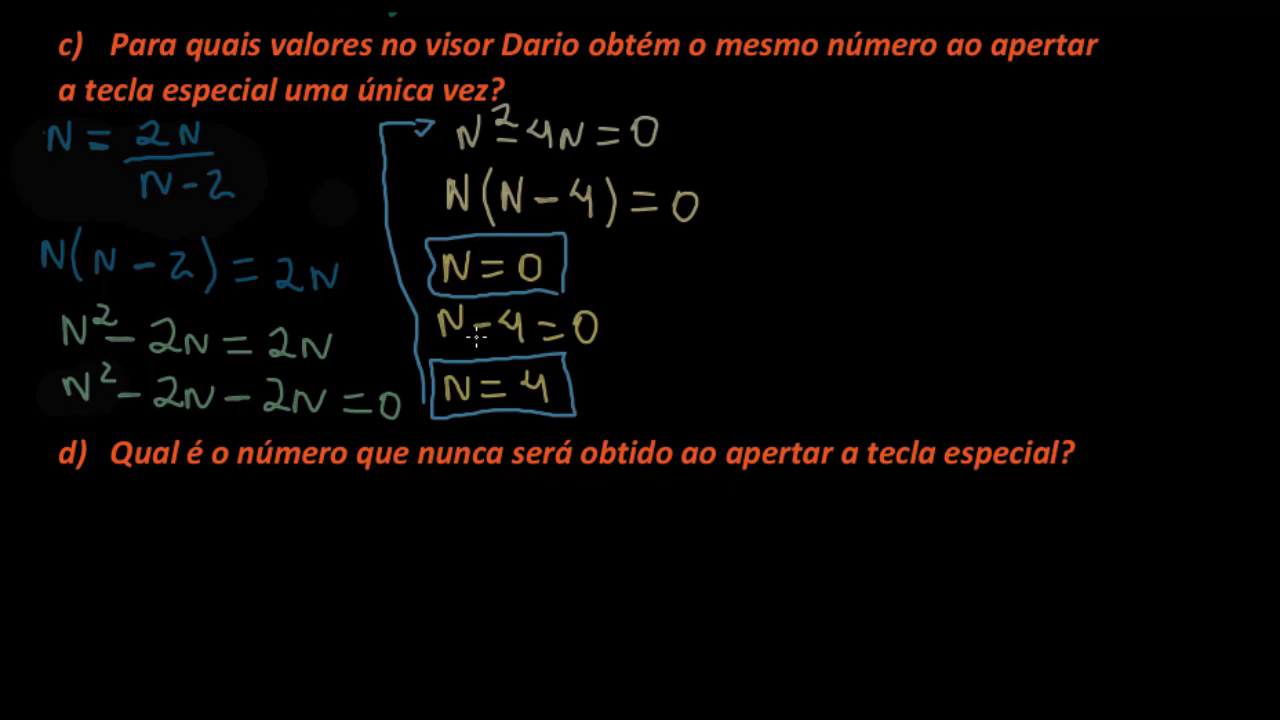 c) Para quais valores no visor Dario obtém o mesmo número ao apertar
a tecla especial uma única vez?
N = 2N
N - 2
N(N - 2) = 2N
N² - 2N = 2N
N² - 2N - 2N = 0
N² - 4N = 0
N(N - 4) = 0
N = 0
N - 4 = 0
N = 4
d) Qual é o número que nunca será obtido ao apertar a tecla especial?